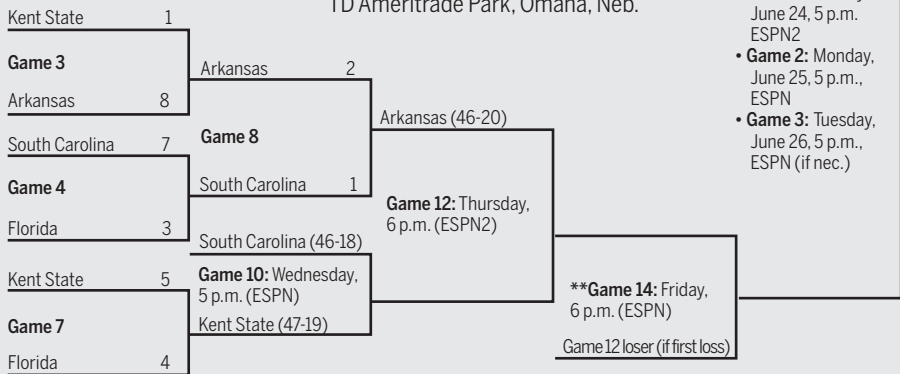 TD Ameritrade Park, Omaha, Neb.
Kent State 1
Game 3
Arkansas 8
South Carolina 7
Game 4
Florida 3
Kent State 5
Game 7
Florida 4
Arkansas 2
Game 8
South Carolina 1
South Carolina (46-18)
Game 10: Wednesday,
5 p.m. (ESPN)
Kent State (47-19)
Arkansas (46-20)
Game 12: Thursday,
6 p.m. (ESPN2)
**Game 14: Friday,
6 p.m. (ESPN)
Game 12 loser (if first loss)
June 24, 5 p.m.
ESPN2
• Game 2: Monday,
June 25, 5 p.m.,
ESPN
• Game 3: Tuesday,
June 26, 5 p.m.,
ESPN (if nec.)